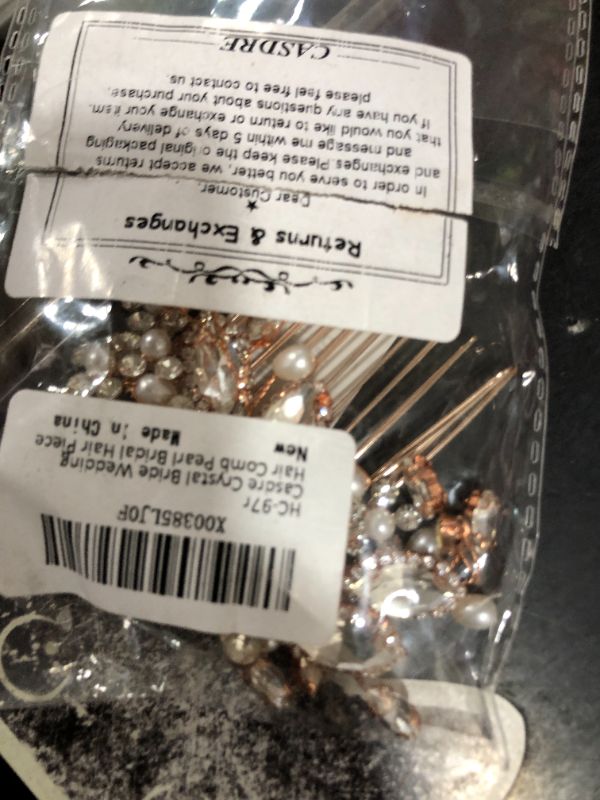 Returns & Exchanges
Dear Customer,
In order to serve you better, we accept returns
and exchanges. Please keep the original packaging
and message me within 5 days of delivery
that you would like to return or exchange your item.
If you have any questions about your purchase,
please feel free to contact us.
CASDRE
X00385LJ0F
HC-97r
Casdre Crystal Bride Wedding
Hair Comb Pearl Bridal Hair Piece
New
Made in China